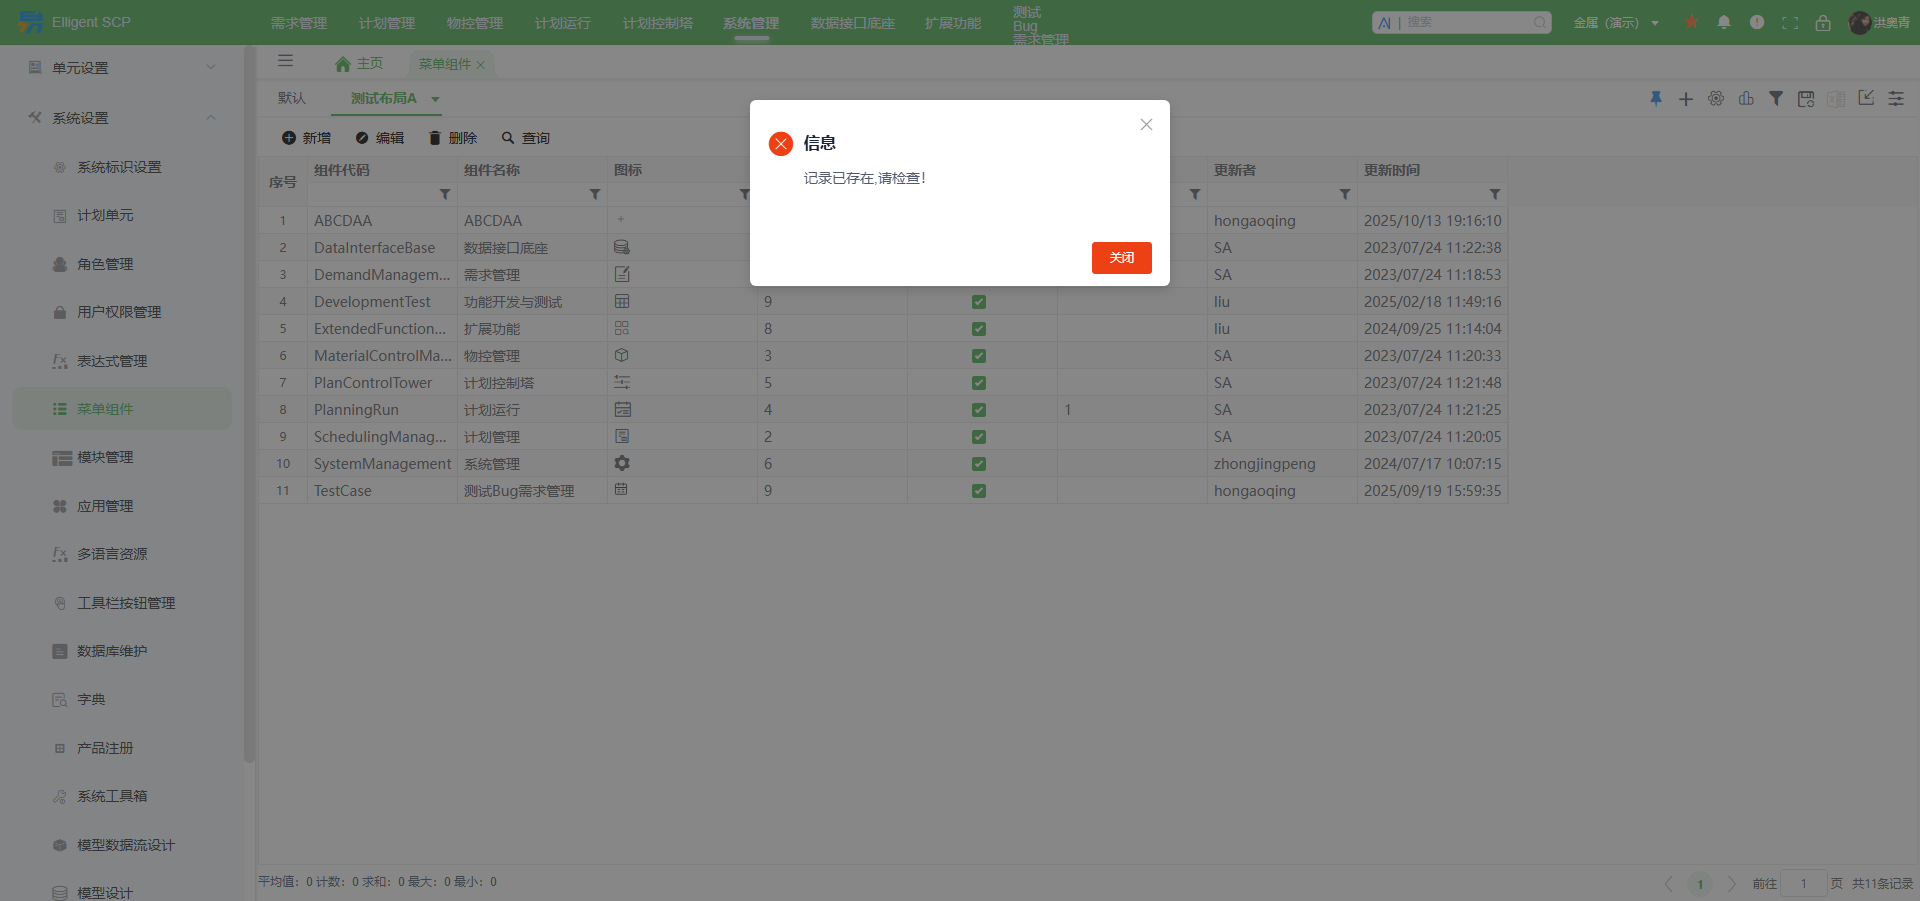 Elligent SCP
需求管理 计划管理 物控管理 计划运行 计划控制塔 系统管理 数据接口底座 扩展功能 测试 Bug 需求管理
AI | 搜索 金属 (演示) 洪奥青
单元设置
系统设置
系统标识设置
计划单元
角色管理
用户权限管理
表达式管理
菜单组件
模块管理
应用管理
多语言资源
工具栏按钮管理
数据库维护
字典
产品注册
系统工具箱
模型数据流设计
模型设计
主页 菜单组件
默认 测试布局A
新增 编辑 删除 查询
序号 组件代码 组件名称 图标 更新者 更新时间
1 ABCDAA ABCDAA hongaoqing 2025/10/13 19:16:10
2 DataInterfaceBase 数据接口底座 SA 2023/07/24 11:22:38
3 DemandManagem... 需求管理 SA 2023/07/24 11:18:53
4 DevelopmentTest 功能开发与测试 9 liu 2025/02/18 11:49:16
5 ExtendedFunction... 扩展功能 8 liu 2024/09/25 11:14:04
6 MaterialControlMa... 物控管理 3 SA 2023/07/24 11:20:33
7 PlanControlTower 计划控制塔 5 SA 2023/07/24 11:21:48
8 PlanningRun 计划运行 4 1 SA 2023/07/24 11:21:25
9 SchedulingManag... 计划管理 2 SA 2023/07/24 11:20:05
10 SystemManagement 系统管理 6 zhongjingpeng 2024/07/17 10:07:15
11 TestCase 测试Bug需求管理 9 hongaoqing 2025/09/19 15:59:35
信息
记录已存在,请检查!
关闭
平均值: 0 计数: 0 求和: 0 最大: 0 最小: 0
1 前往 1 页 共11条记录